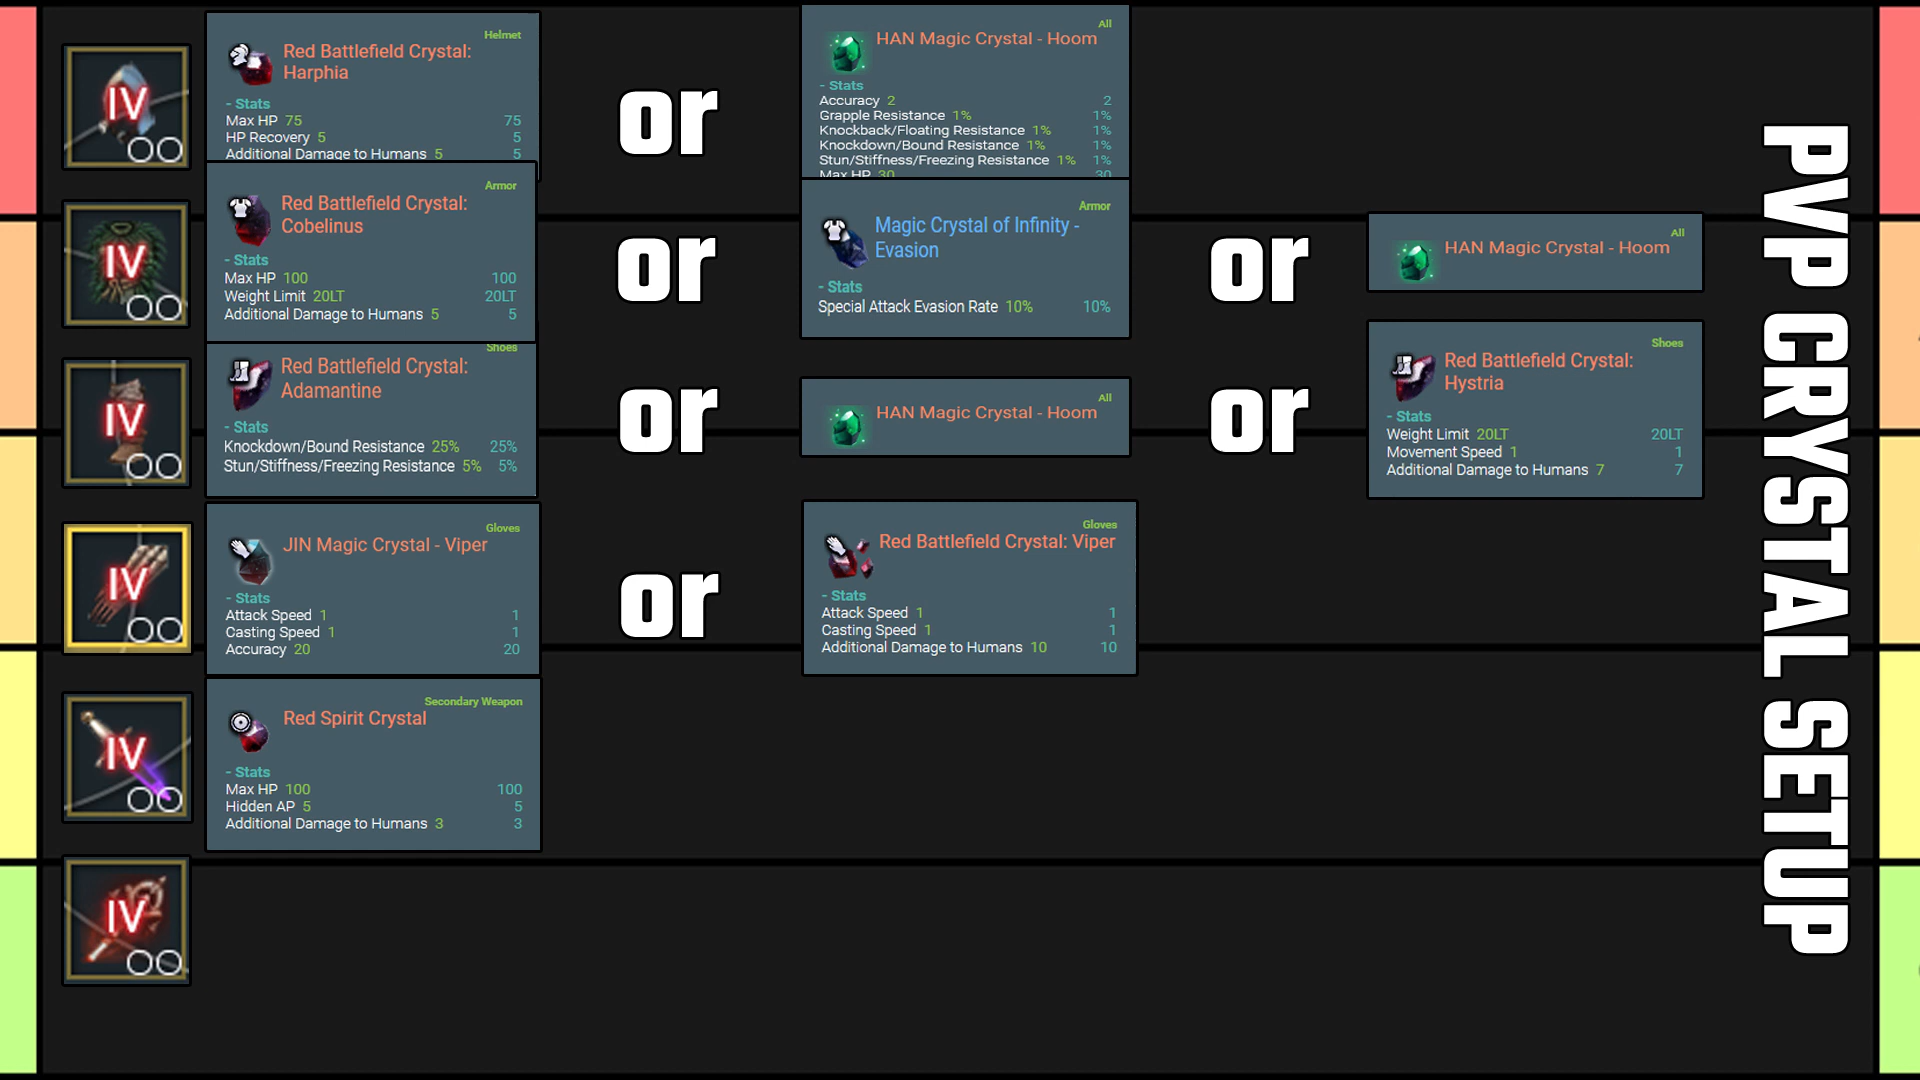 IV
Helmet
Red Battlefield Crystal:
Harphia
- Stats
Max HP 75 75
HP Recovery 5 5
Additional Damage to Humans 5 5
or
All
HAN Magic Crystal - Hoom
- Stats
Accuracy 2 2
Grapple Resistance 1% 1%
Knockback/Floating Resistance 1% 1%
Knockdown/Bound Resistance 1% 1%
Stun/Stiffness/Freezing Resistance 1% 1%
Max HP 30 30
IV
Armor
Red Battlefield Crystal:
Cobelinus
- Stats
Max HP 100 100
Weight Limit 20LT 20LT
Additional Damage to Humans 5 5
or
Armor
Magic Crystal of Infinity -
Evasion
- Stats
Special Attack Evasion Rate 10% 10%
or
All
HAN Magic Crystal - Hoom
IV
Shoes
Red Battlefield Crystal:
Adamantine
- Stats
Knockdown/Bound Resistance 25% 25%
Stun/Stiffness/Freezing Resistance 5% 5%
or
All
HAN Magic Crystal - Hoom
or
Shoes
Red Battlefield Crystal:
Hystria
- Stats
Weight Limit 20LT 20LT
Movement Speed 1 1
Additional Damage to Humans 7 7
IV
Gloves
JIN Magic Crystal - Viper
- Stats
Attack Speed 1 1
Casting Speed 1 1
Accuracy 20 20
or
Gloves
Red Battlefield Crystal: Viper
- Stats
Attack Speed 1 1
Casting Speed 1 1
Additional Damage to Humans 10 10
IV
Secondary Weapon
Red Spirit Crystal
- Stats
Max HP 100 100
Hidden AP 5 5
Additional Damage to Humans 3 3
IV
PVP CRYSTAL SETUP